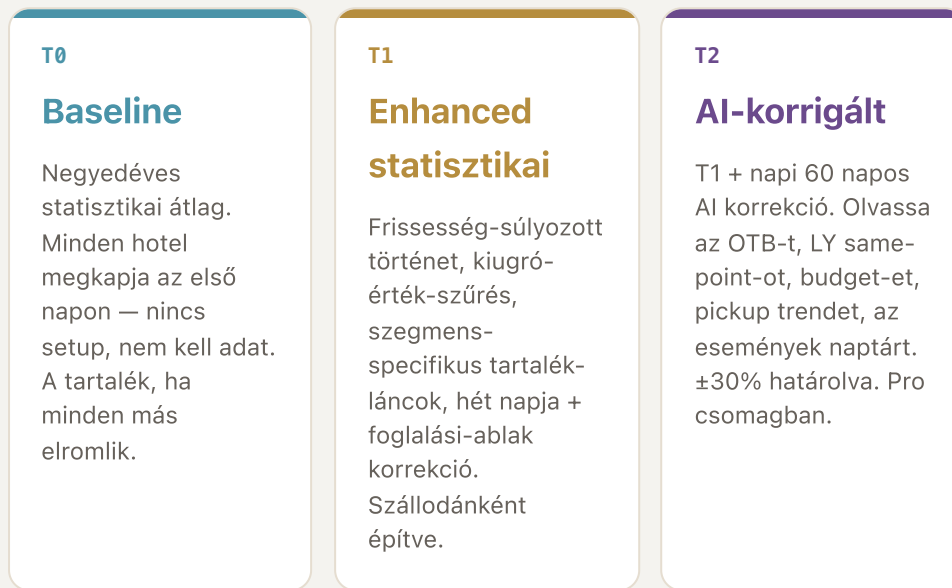 T0
Baseline
Negyedéves
statisztikai átlag.
Minden hotel
megkapja az első
napon — nincs
setup, nem kell adat.
A tartalék, ha
minden más
elromlik.
T1
Enhanced
statisztikai
Frissesség-súlyozott
történet, kiugró-
érték-szűrés,
szegmens-
specifikus tartalék-
láncok, hét napja +
foglalási-ablak
korrekció.
Szállodánként
építve.
T2
AI-korrigált
T1 + napi 60 napos
AI korrekció. Olvassa
az OTB-t, LY same-
point-ot, budget-et,
pickup trendet, az
események naptárt.
±30% határolva. Pro
csomagban.